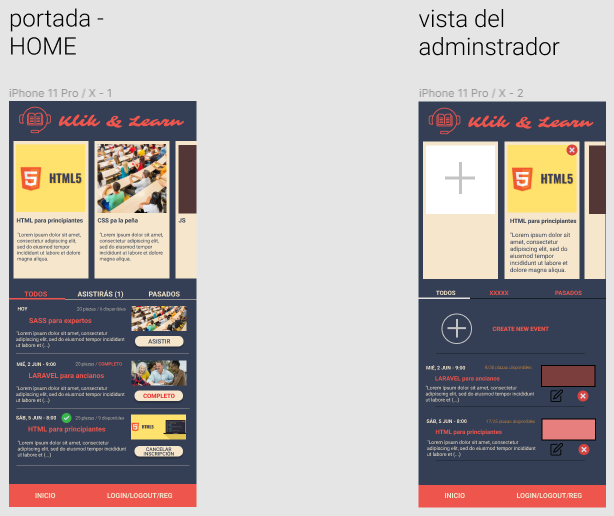 portada -
HOME
iPhone 11 Pro / X - 1
Klik & Learn
HTML5
HTML para principiantes
"Lorem ipsum dolor sit
amet, consectetur
adipiscing elit,
sed do eiusmod tempor
incididunt ut labore et dolore
magna aliqua.
CSS pa la peña
"Lorem ipsum dolor sit
amet, consectetur
adipiscing elit,
sed do eiusmod tempor
incididunt ut labore et dolore
magna aliqua.
JS
TODOS
ASISTIRÁS (1)
PASADOS
HOY
20 plazas / 6 disponibles
SASS para expertos
"Lorem ipsum dolor sit amet, consectetur
adipiscing elit, sed do eiusmod tempor incididunt
ut labore et (...)
ASISTIR
MIÉ, 2 JUN - 9:00
20 plazas / COMPLETO
LARAVEL para ancianos
"Lorem ipsum dolor sit amet, consectetur
adipiscing elit, sed do eiusmod tempor incididunt
ut labore et (...)
COMPLETO
SÁB, 5 JUN - 8:00
HTML para principiantes
"Lorem ipsum dolor sit amet, consectetur
adipiscing elit, sed do eiusmod tempor incididunt
ut labore et (...)
HTML5
CANCELAR
INSCRIPCIÓN
INICIO
LOGIN/LOGOUT/REG
vista del
adminstrador
iPhone 11 Pro / X - 2
Klik & Learn
HTML5
HTML para principiantes
"Lorem ipsum dolor sit
amet, consectetur
adipiscing elit,
sed do eiusmod tempor
incididunt ut labore et
dolore magna aliqua.
TODOS
XXXXX
PASADOS
CREATE NEW EVENT
MIÉ, 2 JUN - 9:00
LARAVEL para ancianos
"Lorem ipsum dolor sit amet, consectetur
adipiscing elit, sed do eiusmod tempor incididunt
ut labore et (...)
SÁB, 5 JUN - 8:00
HTML para principiantes
"Lorem ipsum dolor sit amet, consectetur
adipiscing elit, sed do eiusmod tempor incididunt
ut labore et (...)
INICIO
LOGIN/LOGOUT/REG